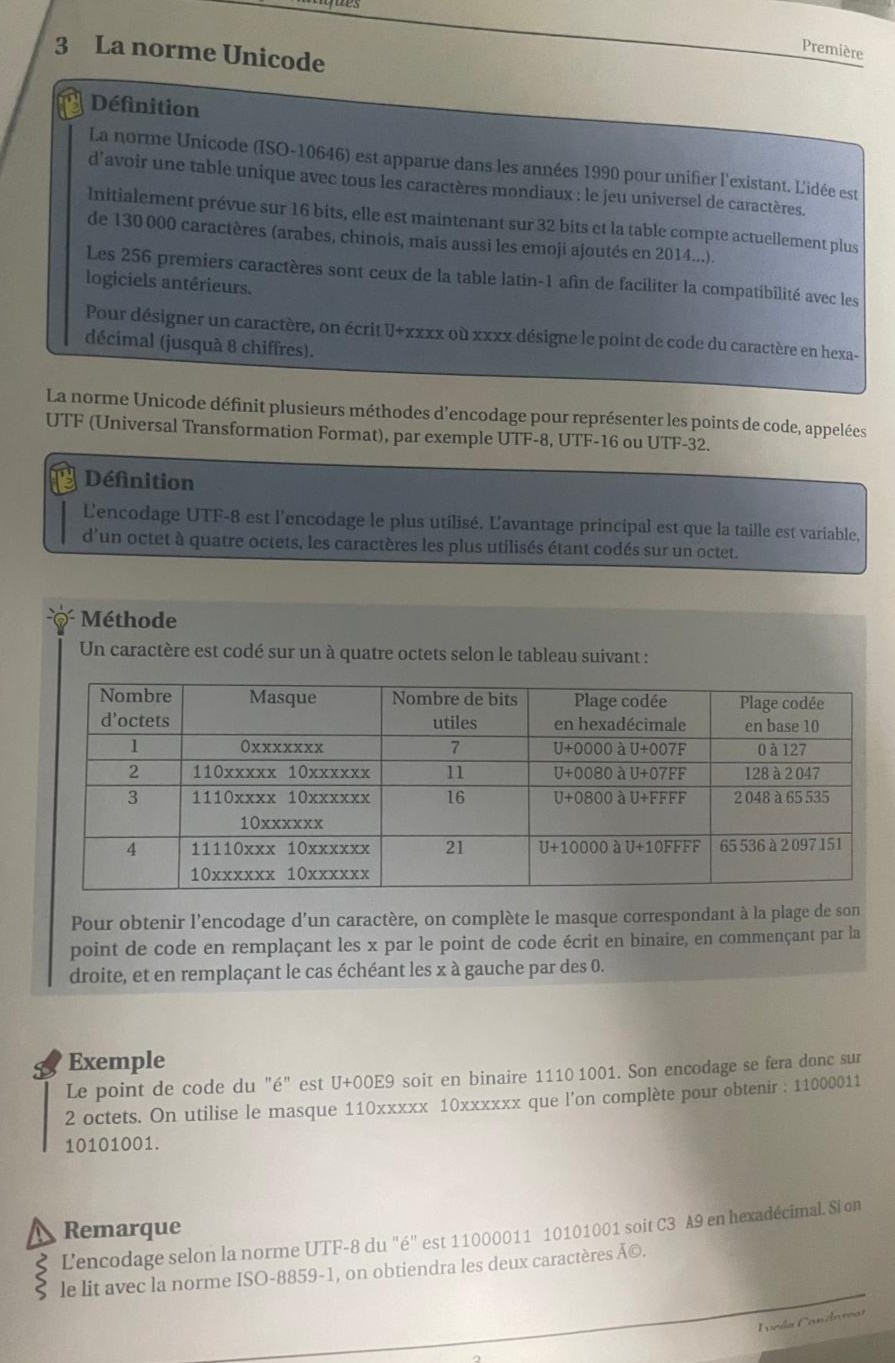 Première
3 La norme Unicode
Définition
La norme Unicode (ISO-10646) est apparue dans les années 1990 pour unifier l'existant. L'idée est
d'avoir une table unique avec tous les caractères mondiaux : le jeu universel de caractères.
Initialement prévue sur 16 bits, elle est maintenant sur 32 bits et la table compte actuellement plus
de 130 000 caractères (arabes, chinois, mais aussi les emoji ajoutés en 2014...).
Les 256 premiers caractères sont ceux de la table latin-1 afin de faciliter la compatibilité avec les
logiciels antérieurs.
Pour désigner un caractère, on écrit U+xxxx où xxxx désigne le point de code du caractère en hexa-
décimal (jusquà 8 chiffres).
La norme Unicode définit plusieurs méthodes d'encodage pour représenter les points de code, appelées
UTF (Universal Transformation Format), par exemple UTF-8, UTF-16 ou UTF-32.
Définition
L'encodage UTF-8 est l'encodage le plus utilisé. L'avantage principal est que la taille est variable,
d'un octet à quatre octets, les caractères les plus utilisés étant codés sur un octet.
Méthode
Un caractère est codé sur un à quatre octets selon le tableau suivant :
Nombre d'octets Masque Nombre de bits utiles Plage codée en hexadécimale Plage codée en base 10
1 0xxxxxxx 7 U+0000 à U+007F 0 à 127
2 110xxxxx 10xxxxxx 11 U+0080 à U+07FF 128 à 2 047
3 1110xxxx 10xxxxxx 10xxxxxx 16 U+0800 à U+FFFF 2 048 à 65 535
4 11110xxx 10xxxxxx 10xxxxxx 10xxxxxx 21 U+10000 à U+10FFFF 65 536 à 2 097 151
Pour obtenir l'encodage d'un caractère, on complète le masque correspondant à la plage de son
point de code en remplaçant les x par le point de code écrit en binaire, en commençant par la
droite, et en remplaçant le cas échéant les x à gauche par des 0.
Exemple
Le point de code du "é" est U+00E9 soit en binaire 1110 1001. Son encodage se fera donc sur
2 octets. On utilise le masque 110xxxxx 10xxxxxx que l'on complète pour obtenir : 11000011
10101001.
Remarque
L'encodage selon la norme UTF-8 du "é" est 11000011 10101001 soit C3 A9 en hexadécimal. Si on
le lit avec la norme ISO-8859-1, on obtiendra les deux caractères Ã©.